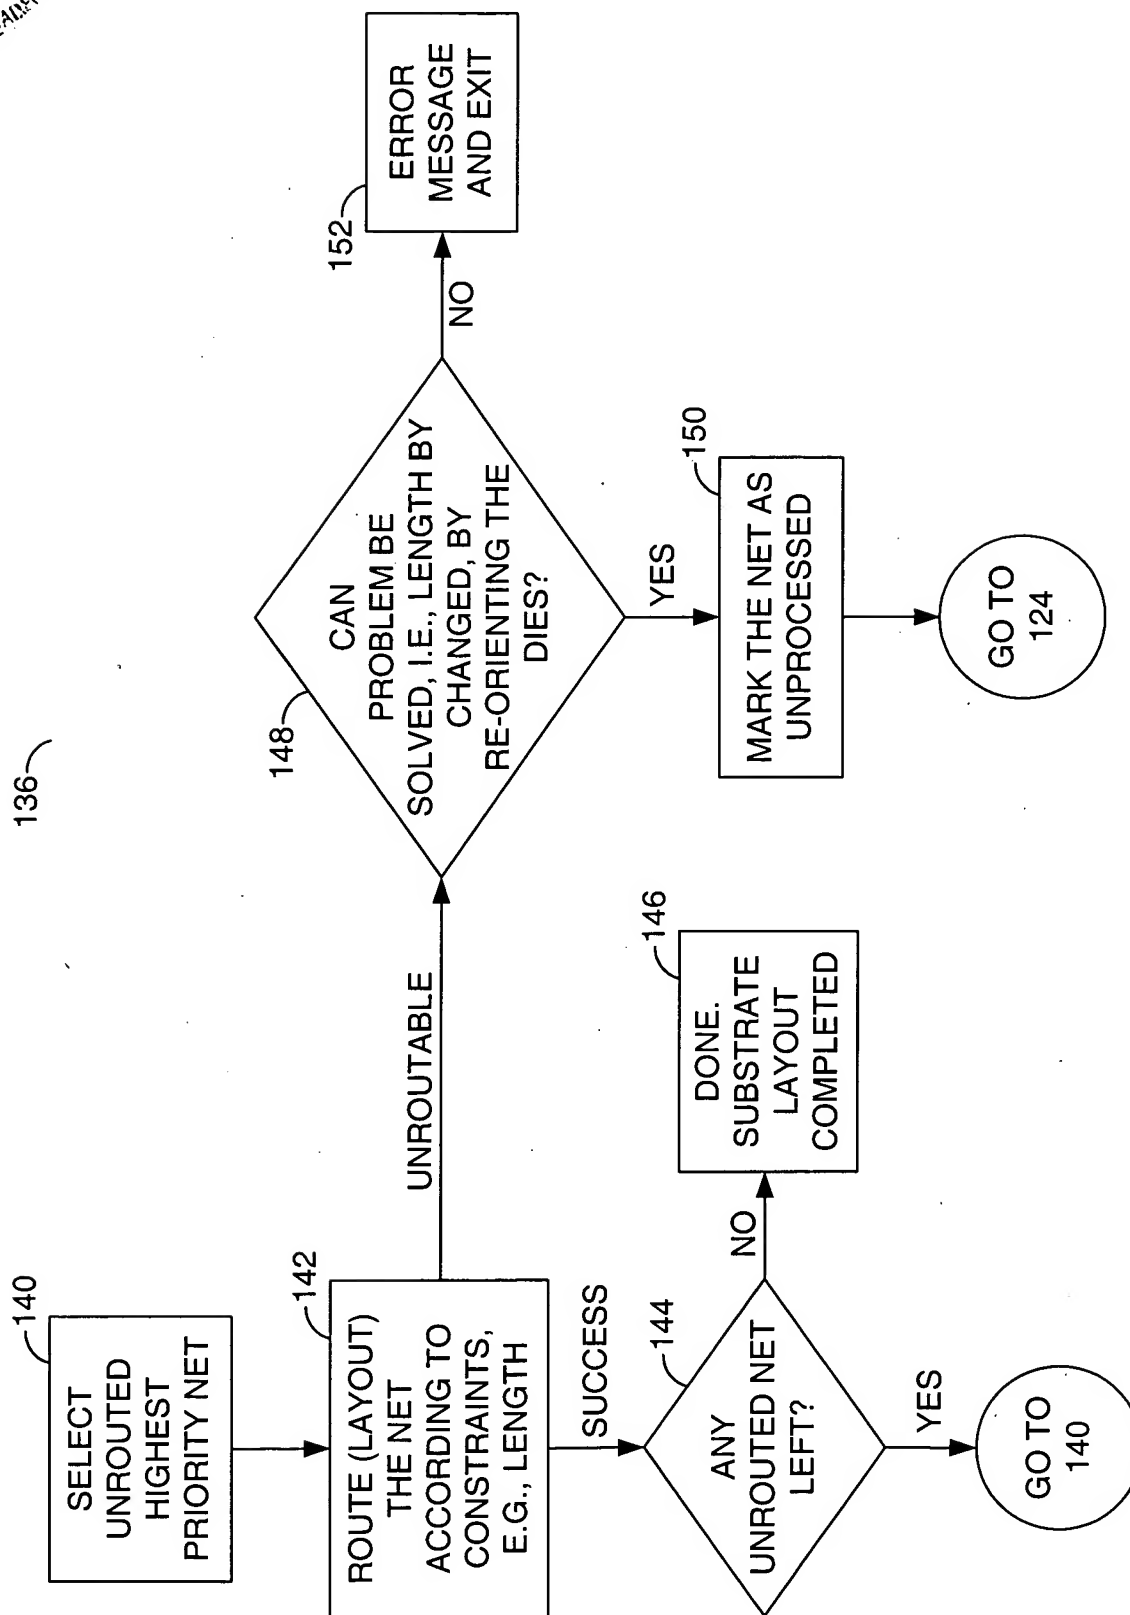 136
140
SELECT
UNROUTED
HIGHEST
PRIORITY NET
142
ROUTE (LAYOUT)
THE NET
ACCORDING TO
CONSTRAINTS,
E.G., LENGTH
UNROUTABLE
SUCCESS
144
ANY
UNROUTED NET
LEFT?
NO
YES
GO TO
140
146
DONE.
SUBSTRATE
LAYOUT
COMPLETED
148
CAN
PROBLEM BE
SOLVED, I.E., LENGTH BY
CHANGED, BY
RE-ORIENTING THE
DIES?
NO
YES
152
ERROR
MESSAGE
AND EXIT
150
MARK THE NET AS
UNPROCESSED
GO TO
124